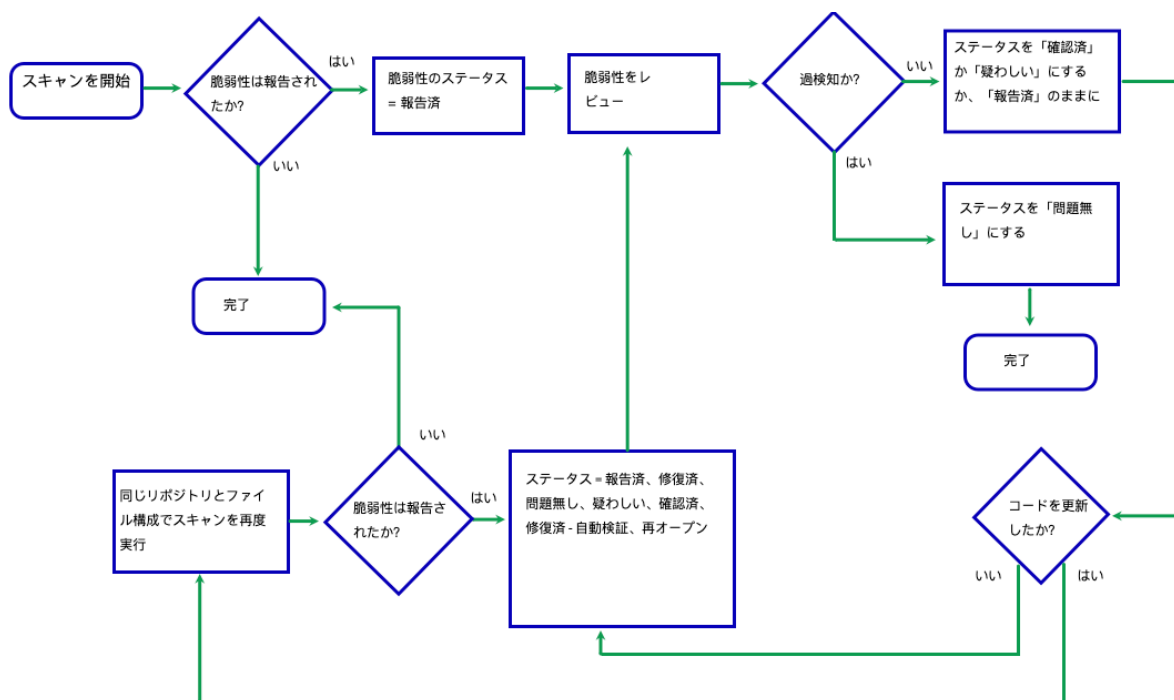 スキャンを開始
脆弱性は報告され
たか?
はい
いい
脆弱性のステータス
= 報告済
脆弱性をレ
ビュー
過検知か?
いい
はい
ステータスを「確認済」
か「疑わしい」にする
か、「報告済」のままに
ステータスを「問題無
し」にする
完了
完了
同じリポジトリとファイ
ル構成でスキャンを再度
実行
脆弱性は報告さ
れたか?
いい
はい
ステータス = 報告済、修復済、
問題無し、疑わしい、確認済、
修復済 - 自動検証、再オープン
コードを更新
したか?
いい
はい